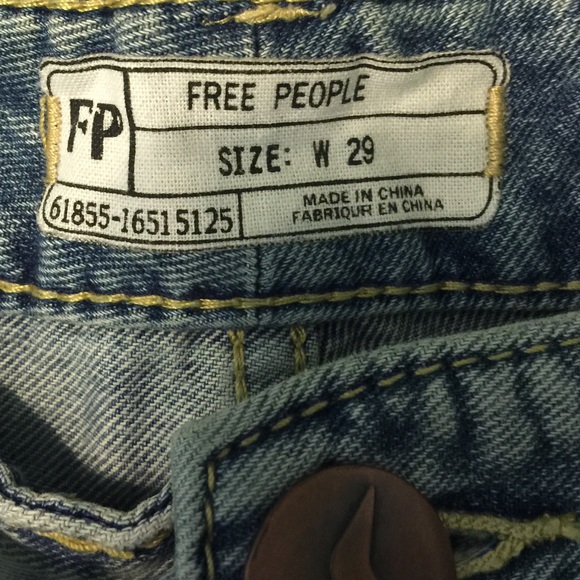 FP
FREE PEOPLE
SIZE: W 29
61855-16515125
MADE IN CHINA
FABRIQUR EN CHINA